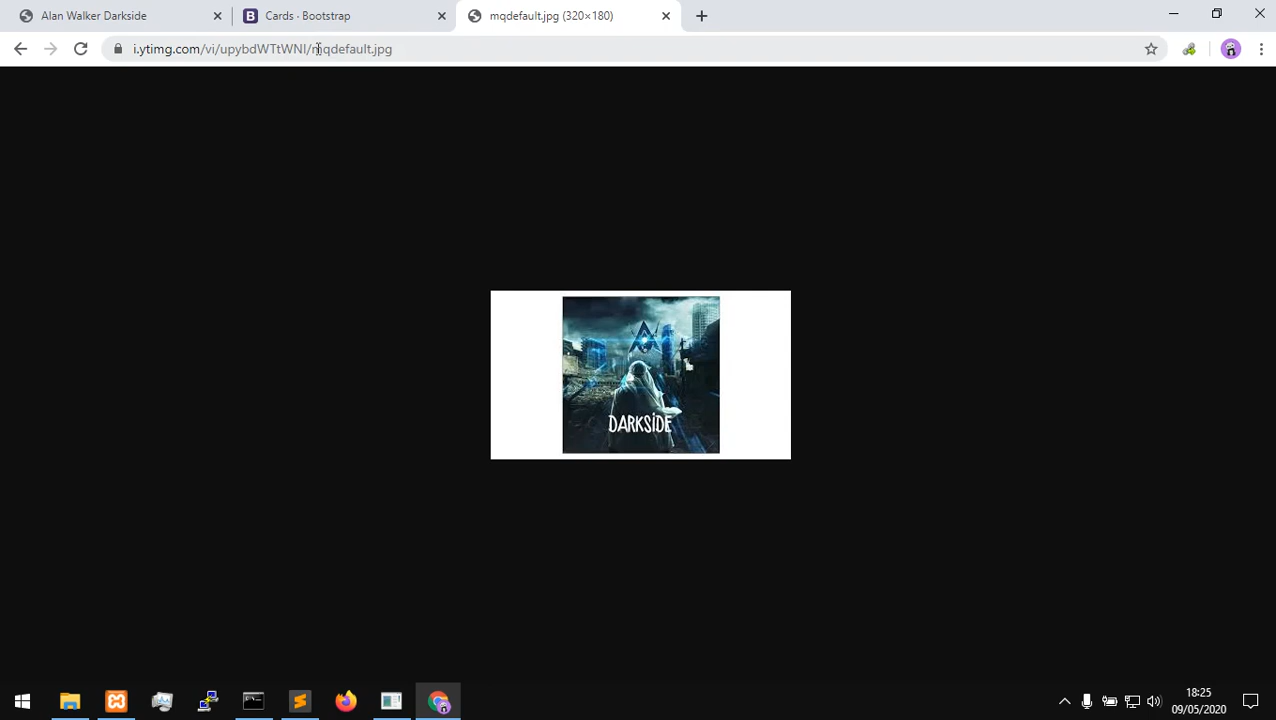 Alan Walker Darkside
Cards · Bootstrap
mqdefault.jpg (320×180)
i.ytimg.com/vi/upybdWTtWNI/mqdefault.jpg
DARKSiDE
18:25
09/05/2020